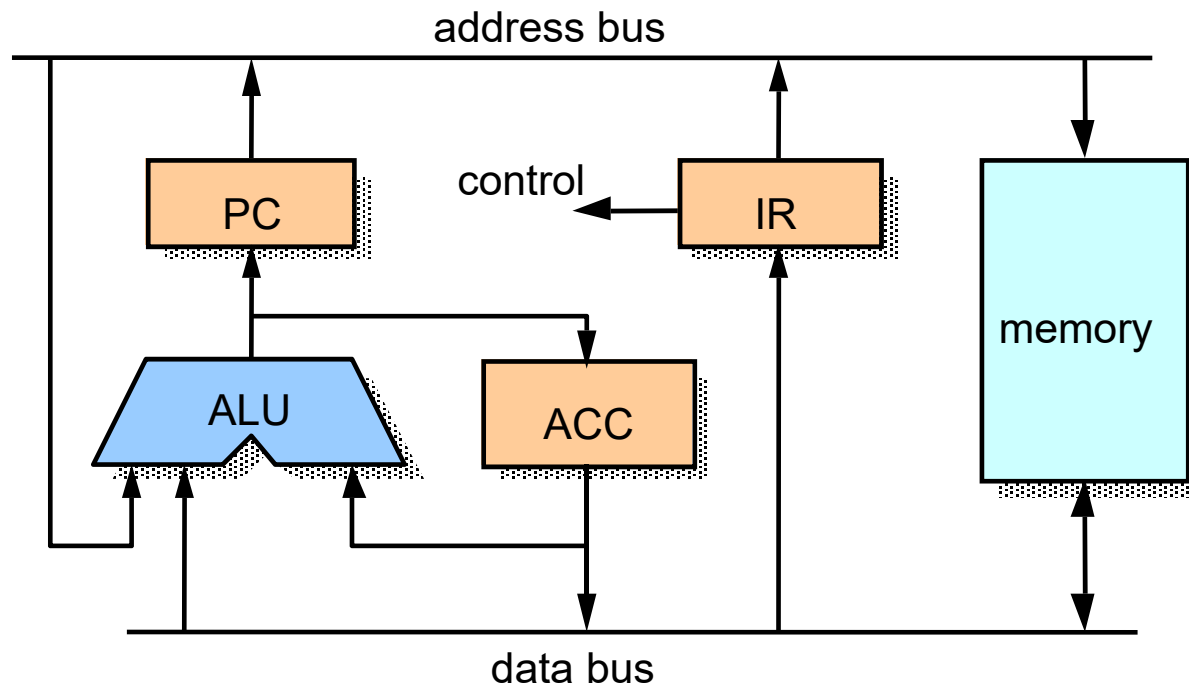 address bus
PC
control
IR
memory
ALU
ACC
data bus